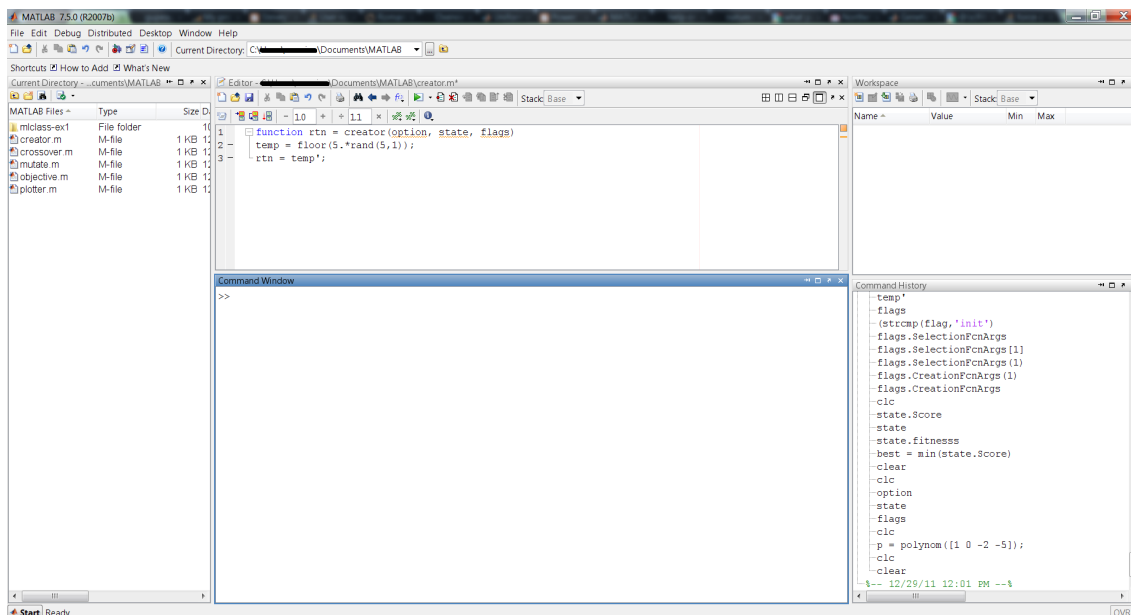 MATLAB 7.5.0 (R2007b)
File Edit Debug Distributed Desktop Window Help
Current Directory: C:\ \Documents\MATLAB
Shortcuts How to Add What's New
Current Directory - ...cuments\MATLAB
MATLAB Files Type Size
mlclass-ex1 File folder
creator.m M-file 1 KB
crossover.m M-file 1 KB
mutate.m M-file 1 KB
objective.m M-file 1 KB
plotter.m M-file 1 KB
Editor - \Documents\MATLAB\creator.m*
Stack: Base
- 1.0 + ÷ 1.1 ×
1 function rtn = creator(option, state, flags)
2 - temp = floor(5.*rand(5,1));
3 - rtn = temp';
Command Window
>>
Workspace
Stack: Base
Name Value Min Max
Command History
temp'
flags
(strcmp(flag,'init')
flags.SelectionFcnArgs
flags.SelectionFcnArgs[1]
flags.SelectionFcnArgs(1)
flags.CreationFcnArgs(1)
flags.CreationFcnArgs
clc
state.Score
state
state.fitnesss
best = min(state.Score)
clear
clc
option
state
flags
clc
p = polynom([1 0 -2 -5]);
clc
clear
%-- 12/29/11 12:01 PM --%
Start Ready
OVR